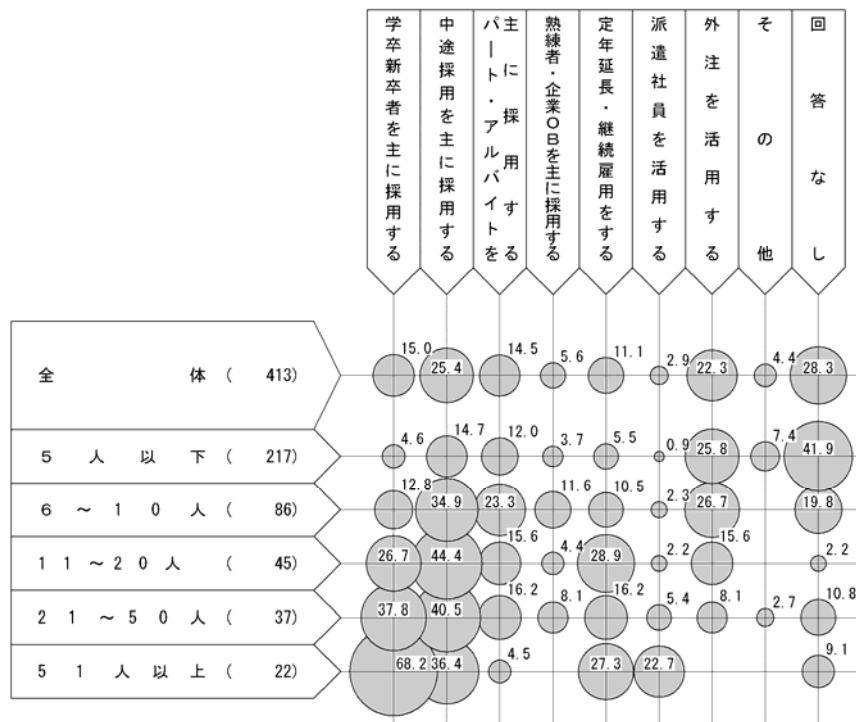 学卒新卒者を主に採用する
中途採用を主に採用する
パート・アルバイトを
主に採用する
熟練者・企業OBを主に採用する
定年延長・継続雇用をする
派遣社員を活用する
外注を活用する
その他
回答なし
全体(413) 15.0 25.4 14.5 5.6 11.1 2.9 22.3 4.4 28.3
5人以下(217) 4.6 14.7 12.0 3.7 5.5 0.9 25.8 7.4 41.9
6~10人(86) 12.8 34.9 23.3 11.6 10.5 2.3 26.7 19.8
11~20人(45) 26.7 44.4 15.6 4.4 28.9 2.2 15.6 2.2
21~50人(37) 37.8 40.5 16.2 8.1 16.2 5.4 8.1 2.7 10.8
51人以上(22) 68.2 36.4 4.5 27.3 22.7 9.1